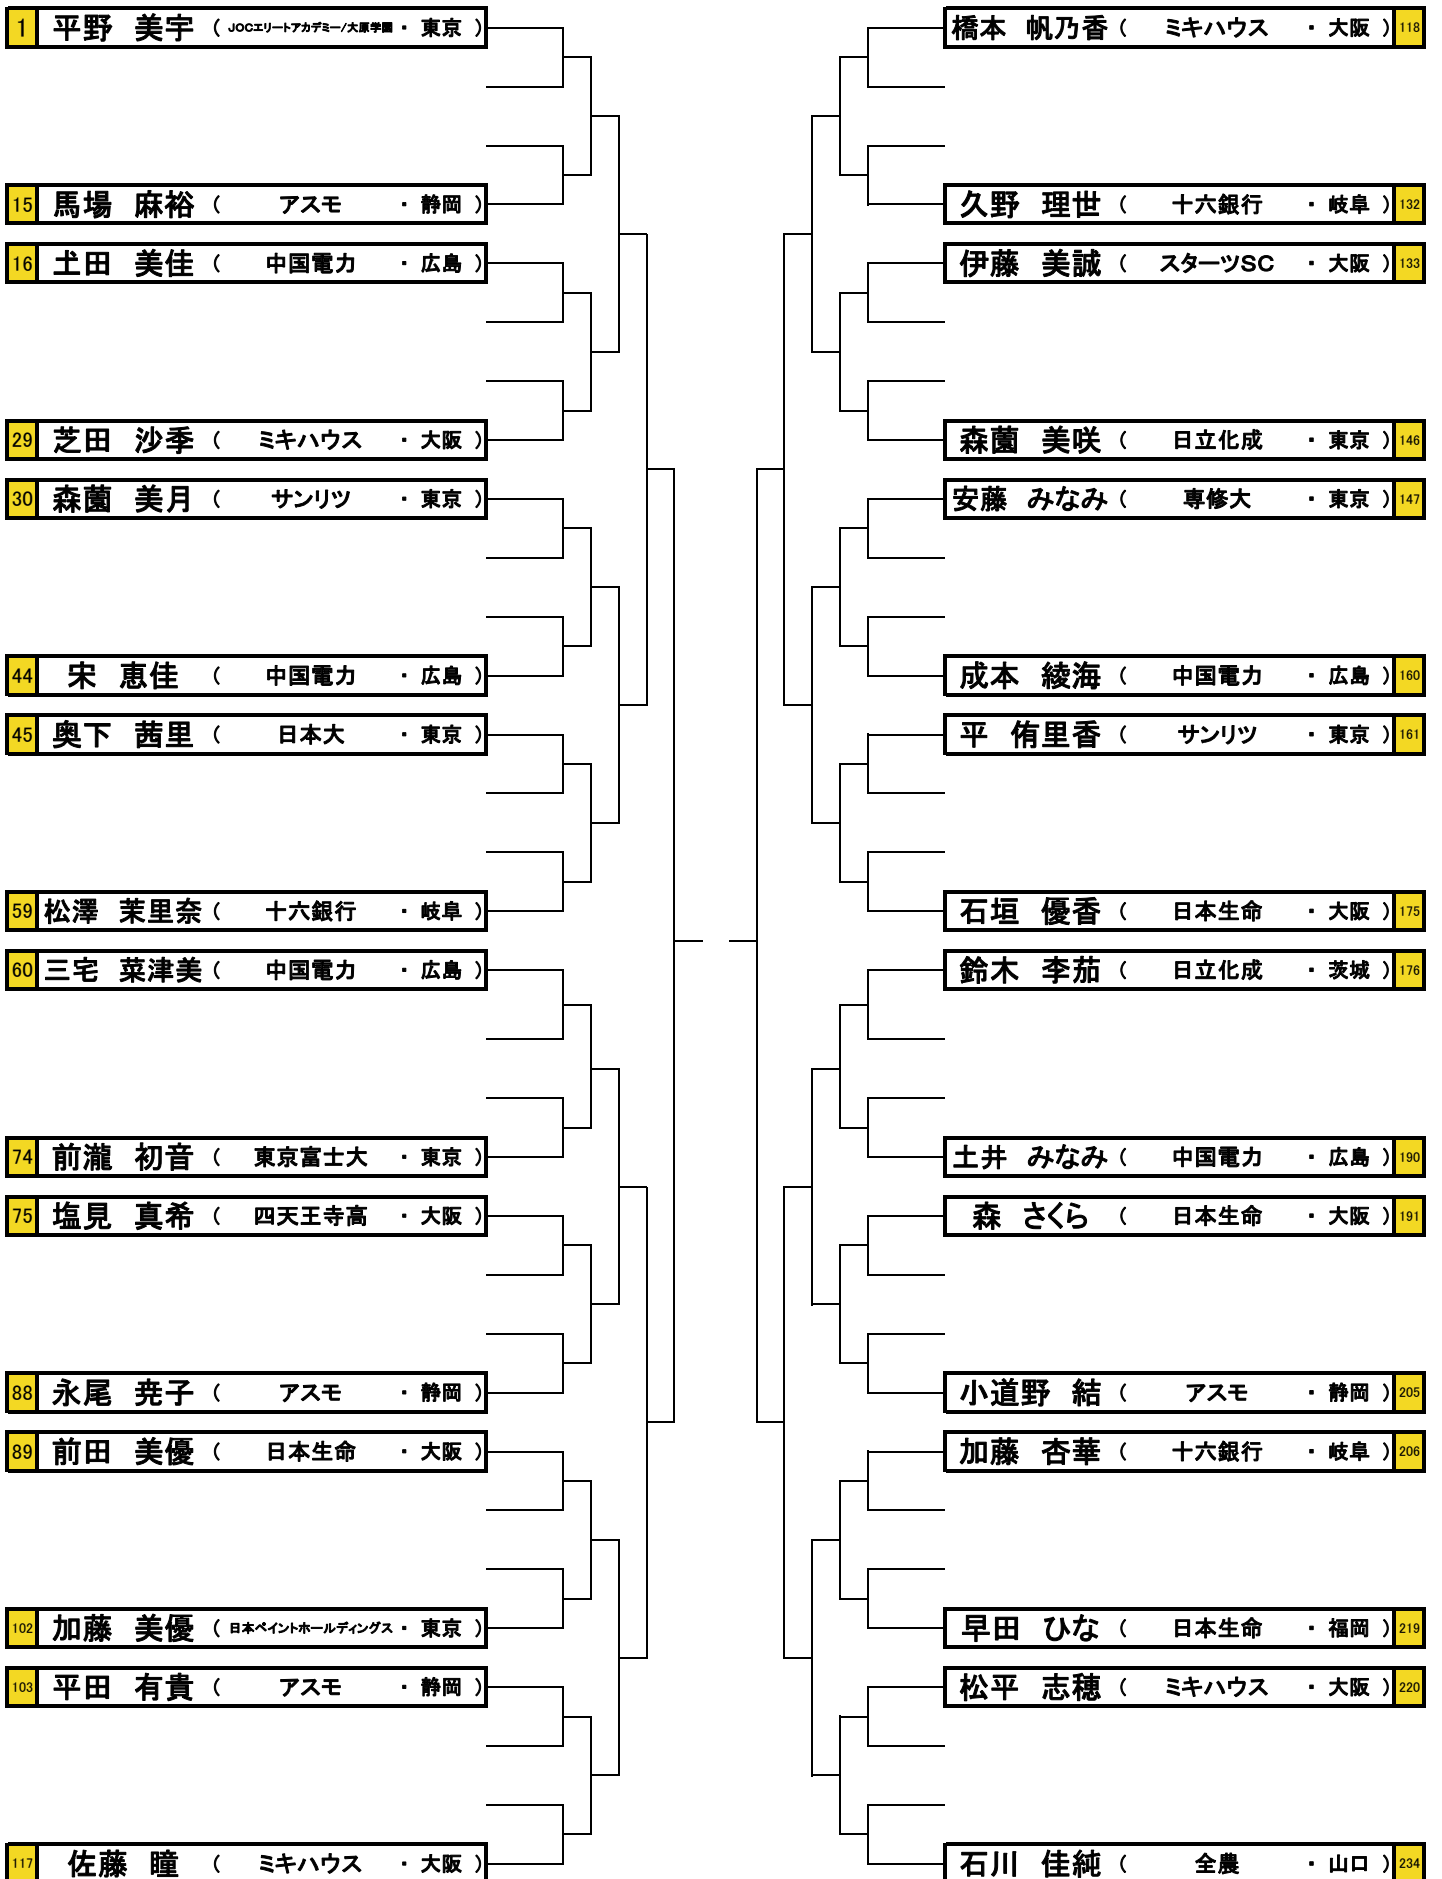 1 平野 美宇 ( JOCエリートアカデミー/大原学園 ・ 東京 )
15 馬場 麻裕 ( アスモ ・ 静岡 )
16 土田 美佳 ( 中国電力 ・ 広島 )
29 芝田 沙季 ( ミキハウス ・ 大阪 )
30 森薗 美月 ( サンリツ ・ 東京 )
44 宋 恵佳 ( 中国電力 ・ 広島 )
45 奥下 茜里 ( 日本大 ・ 東京 )
59 松澤 茉里奈 ( 十六銀行 ・ 岐阜 )
60 三宅 菜津美 ( 中国電力 ・ 広島 )
74 前瀧 初音 ( 東京富士大 ・ 東京 )
75 塩見 真希 ( 四天王寺高 ・ 大阪 )
88 永尾 尭子 ( アスモ ・ 静岡 )
89 前田 美優 ( 日本生命 ・ 大阪 )
102 加藤 美優 ( 日本ペイントホールディングス ・ 東京 )
103 平田 有貴 ( アスモ ・ 静岡 )
117 佐藤 瞳 ( ミキハウス ・ 大阪 )
橋本 帆乃香 ( ミキハウス ・ 大阪 ) 118
久野 理世 ( 十六銀行 ・ 岐阜 ) 132
伊藤 美誠 ( スターツSC ・ 大阪 ) 133
森薗 美咲 ( 日立化成 ・ 東京 ) 146
安藤 みなみ ( 専修大 ・ 東京 ) 147
成本 綾海 ( 中国電力 ・ 広島 ) 160
平 侑里香 ( サンリツ ・ 東京 ) 161
石垣 優香 ( 日本生命 ・ 大阪 ) 175
鈴木 李茄 ( 日立化成 ・ 茨城 ) 176
土井 みなみ ( 中国電力 ・ 広島 ) 190
森 さくら ( 日本生命 ・ 大阪 ) 191
小道野 結 ( アスモ ・ 静岡 ) 205
加藤 杏華 ( 十六銀行 ・ 岐阜 ) 206
早田 ひな ( 日本生命 ・ 福岡 ) 219
松平 志穂 ( ミキハウス ・ 大阪 ) 220
石川 佳純 ( 全農 ・ 山口 ) 234